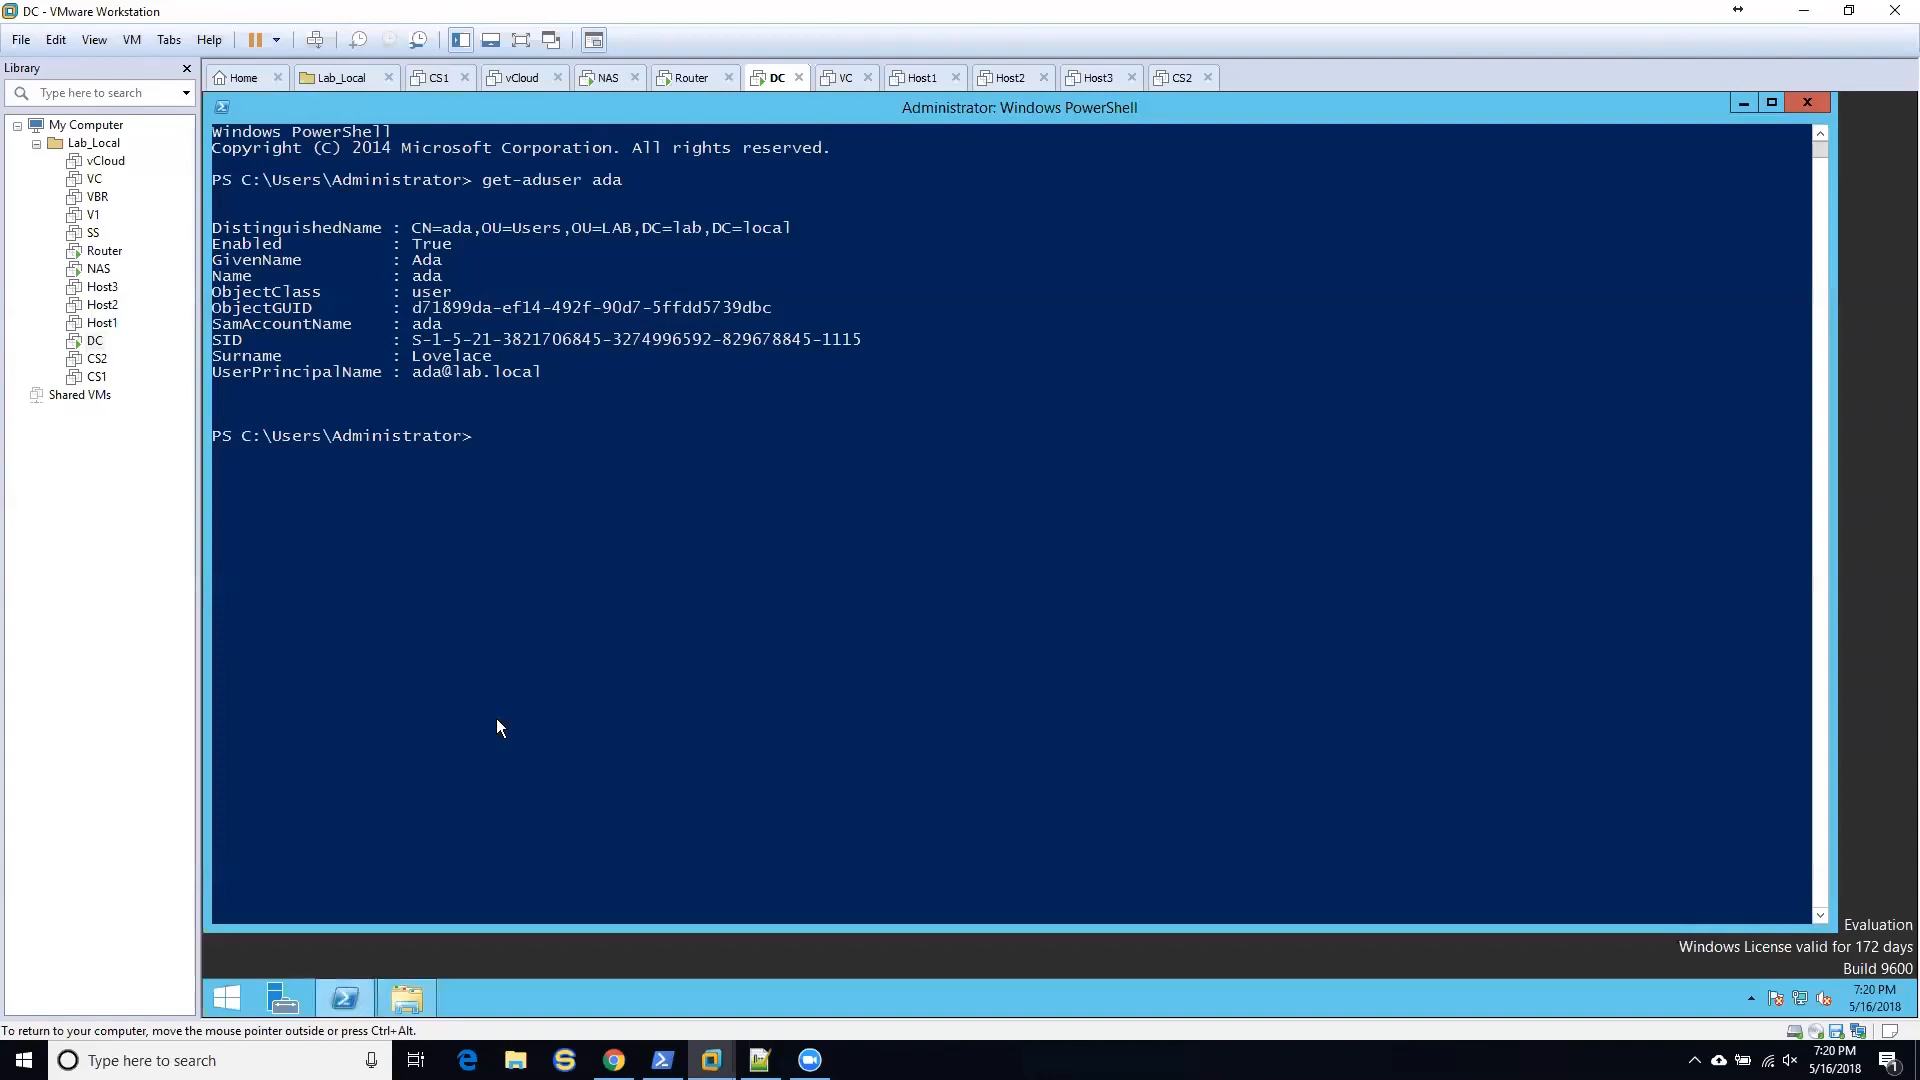 DC - VMware Workstation
File Edit View VM Tabs Help
Library
Type here to search
My Computer
Lab_Local
vCloud
VC
VBR
V1
SS
Router
NAS
Host3
Host2
Host1
DC
CS2
CS1
Shared VMs
Home Lab_Local CS1 vCloud NAS Router DC VC Host1 Host2 Host3 CS2
Administrator: Windows PowerShell
Windows PowerShell
Copyright (C) 2014 Microsoft Corporation. All rights reserved.
PS C:\Users\Administrator> get-aduser ada
DistinguishedName : CN=ada,OU=Users,OU=LAB,DC=lab,DC=local
Enabled : True
GivenName : Ada
Name : ada
ObjectClass : user
ObjectGUID : d71899da-ef14-492f-90d7-5ffdd5739dbc
SamAccountName : ada
SID : S-1-5-21-3821706845-3274996592-829678845-1115
Surname : Lovelace
UserPrincipalName : ada@lab.local
PS C:\Users\Administrator>
Evaluation
Windows License valid for 172 days
Build 9600
7:20 PM
5/16/2018
To return to your computer, move the mouse pointer outside or press Ctrl+Alt.
Type here to search
7:20 PM
5/16/2018
1